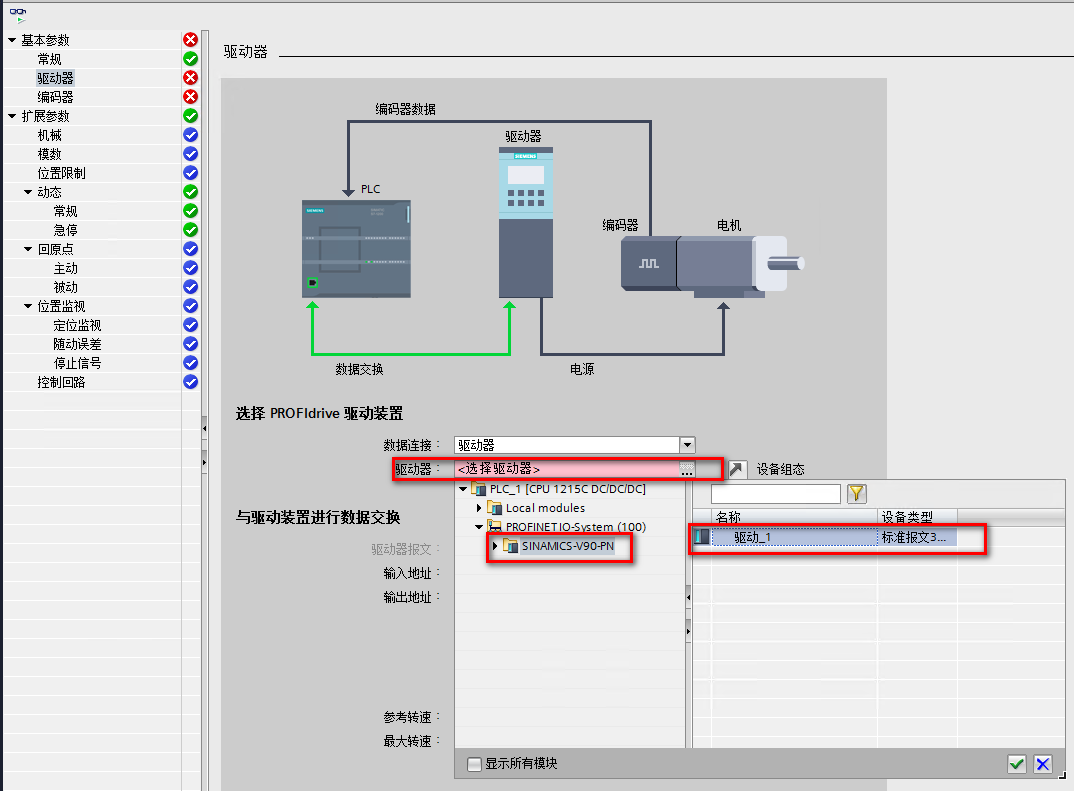 基本参数
常规
驱动器
编码器
扩展参数
机械
模数
位置限制
动态
常规
急停
回原点
主动
被动
位置监视
定位监视
随动误差
停止信号
控制回路
驱动器
编码器数据
驱动器
SIEMENS
PLC
SIEMENS
编码器
电机
数据交换
电源
选择 PROFIdrive 驱动装置
数据连接：
驱动器
驱动器：
<选择驱动器>
...
设备组态
PLC_1 [CPU 1215C DC/DC/DC]
Local modules
PROFINET IO-System (100)
SINAMICS-V90-PN
名称
设备类型
驱动_1
标准报文3...
与驱动装置进行数据交换
驱动器报文：
输入地址：
输出地址：
参考转速：
最大转速：
显示所有模块